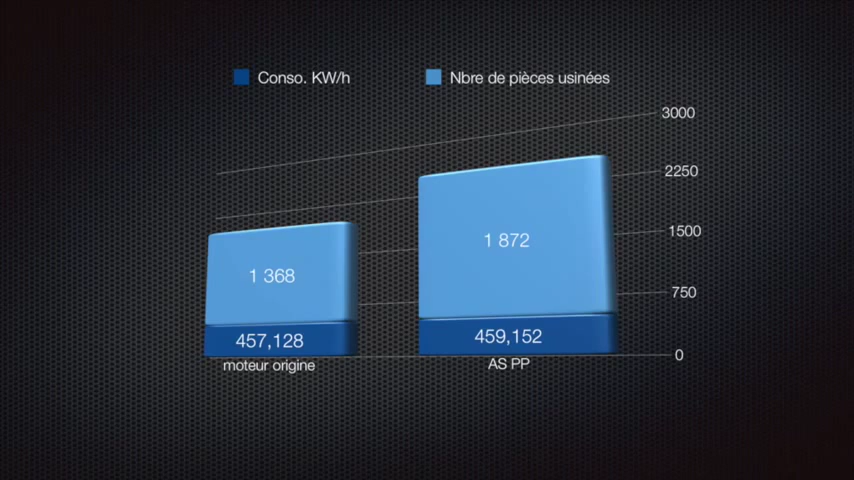 Conso. KW/h
Nbre de pièces usinées
3000
2250
1500
750
0
1 368
1 872
457,128
459,152
moteur origine
AS PP